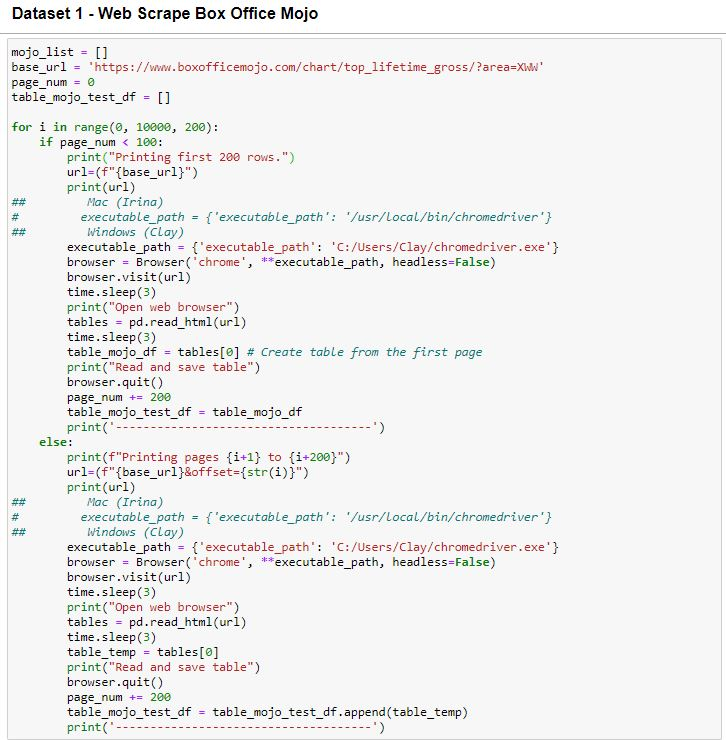 Dataset 1 - Web Scrape Box Office Mojo
mojo_list = []
base_url = 'https://www.boxofficemojo.com/chart/top_lifetime_gross/?area=XWW'
page_num = 0
table_mojo_test_df = []
for i in range(0, 10000, 200):
    if page_num < 100:
        print("Printing first 200 rows.")
        url=(f"{base_url}")
        print(url)
##         Mac (Irina)
#         executable_path = {'executable_path': '/usr/local/bin/chromedriver'}
##         Windows (Clay)
        executable_path = {'executable_path': 'C:/Users/Clay/chromedriver.exe'}
        browser = Browser('chrome', **executable_path, headless=False)
        browser.visit(url)
        time.sleep(3)
        print("Open web browser")
        tables = pd.read_html(url)
        time.sleep(3)
        table_mojo_df = tables[0] # Create table from the first page
        print("Read and save table")
        browser.quit()
        page_num += 200
        table_mojo_test_df = table_mojo_df
        print('------------------------------------')
    else:
        print(f"Printing pages {i+1} to {i+200}")
        url=(f"{base_url}&offset={str(i)}")
        print(url)
##         Mac (Irina)
#         executable_path = {'executable_path': '/usr/local/bin/chromedriver'}
##         Windows (Clay)
        executable_path = {'executable_path': 'C:/Users/Clay/chromedriver.exe'}
        browser = Browser('chrome', **executable_path, headless=False)
        browser.visit(url)
        time.sleep(3)
        print("Open web browser")
        tables = pd.read_html(url)
        time.sleep(3)
        table_temp = tables[0]
        print("Read and save table")
        browser.quit()
        page_num += 200
        table_mojo_test_df = table_mojo_test_df.append(table_temp)
        print('------------------------------------')